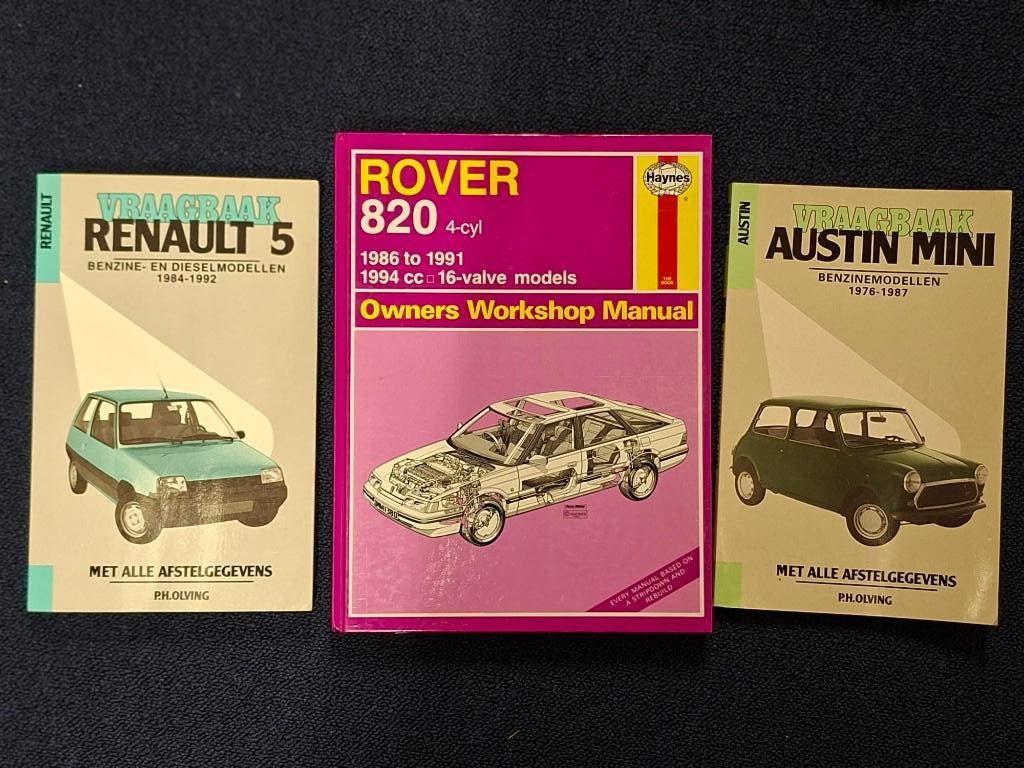 RENAULT
VRAAGBAAK
RENAULT 5
BENZINE- EN DIESELMODELLEN
1984-1992
MET ALLE AFSTELGEGEVENS
P.H.OLVING
ROVER
820 4-cyl
1986 to 1991
1994 cc □ 16-valve models
Haynes
®
THE
BOOK
Owners Workshop Manual
EVERY MANUAL BASED ON
A STRIPDOWN AND
REBUILD
AUSTIN
VRAAGBAAK
AUSTIN MINI
BENZINEMODELLEN
1976-1987
MET ALLE AFSTELGEGEVENS
P.H.OLVING